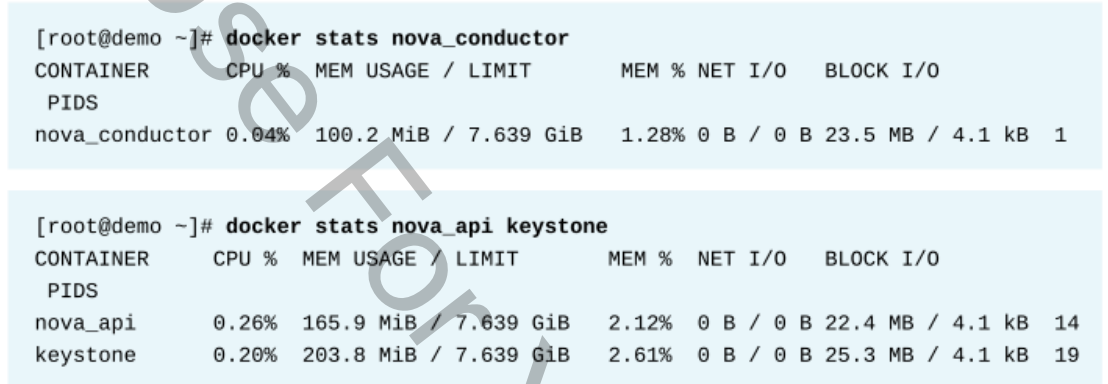 [root@demo ~]# docker stats nova_conductor
CONTAINER CPU % MEM USAGE / LIMIT MEM % NET I/O BLOCK I/O
PIDS
nova_conductor 0.04% 100.2 MiB / 7.639 GiB 1.28% 0 B / 0 B 23.5 MB / 4.1 kB 1
[root@demo ~]# docker stats nova_api keystone
CONTAINER CPU % MEM USAGE / LIMIT MEM % NET I/O BLOCK I/O
PIDS
nova_api 0.26% 165.9 MiB / 7.639 GiB 2.12% 0 B / 0 B 22.4 MB / 4.1 kB 14
keystone 0.20% 203.8 MiB / 7.639 GiB 2.61% 0 B / 0 B 25.3 MB / 4.1 kB 19
For